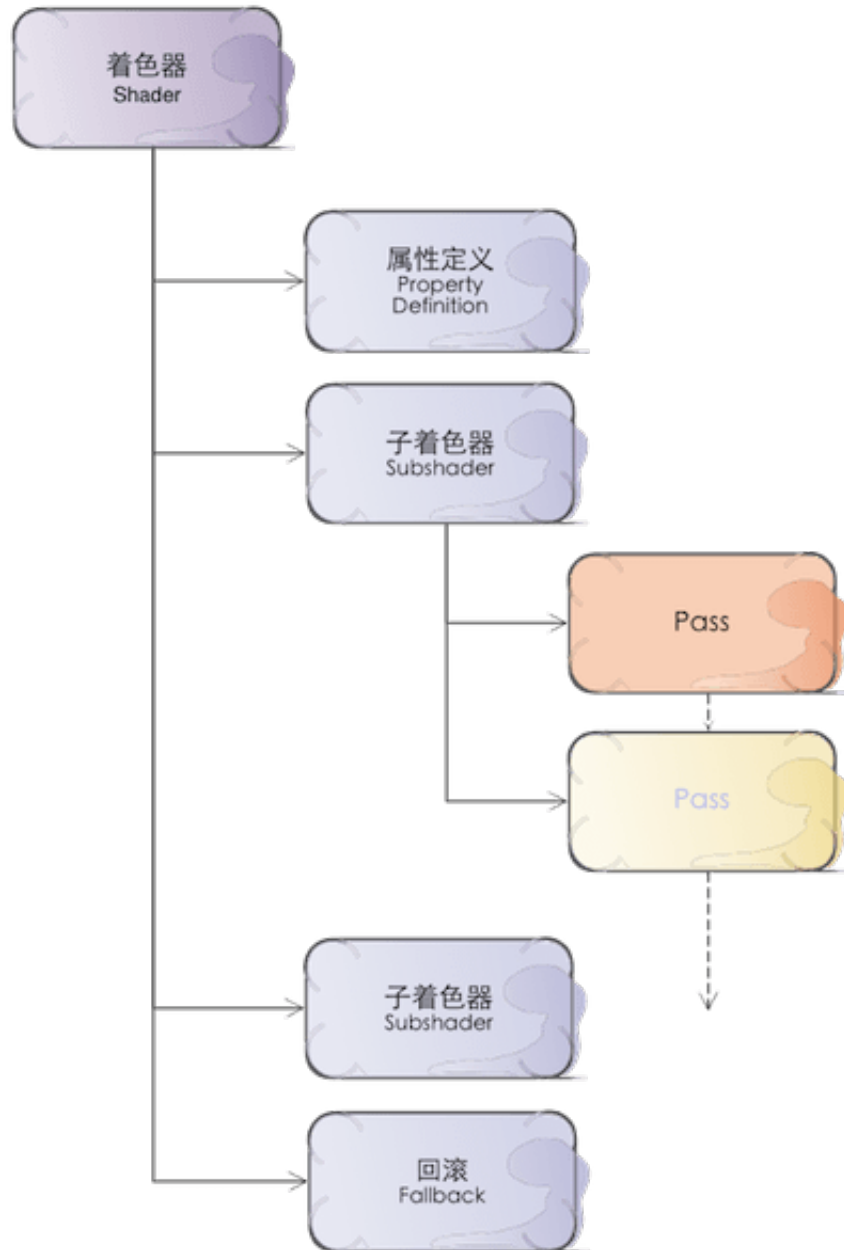 着色器
Shader
属性定义
Property
Definition
子着色器
Subshader
Pass
Pass
子着色器
Subshader
回滚
Fallback